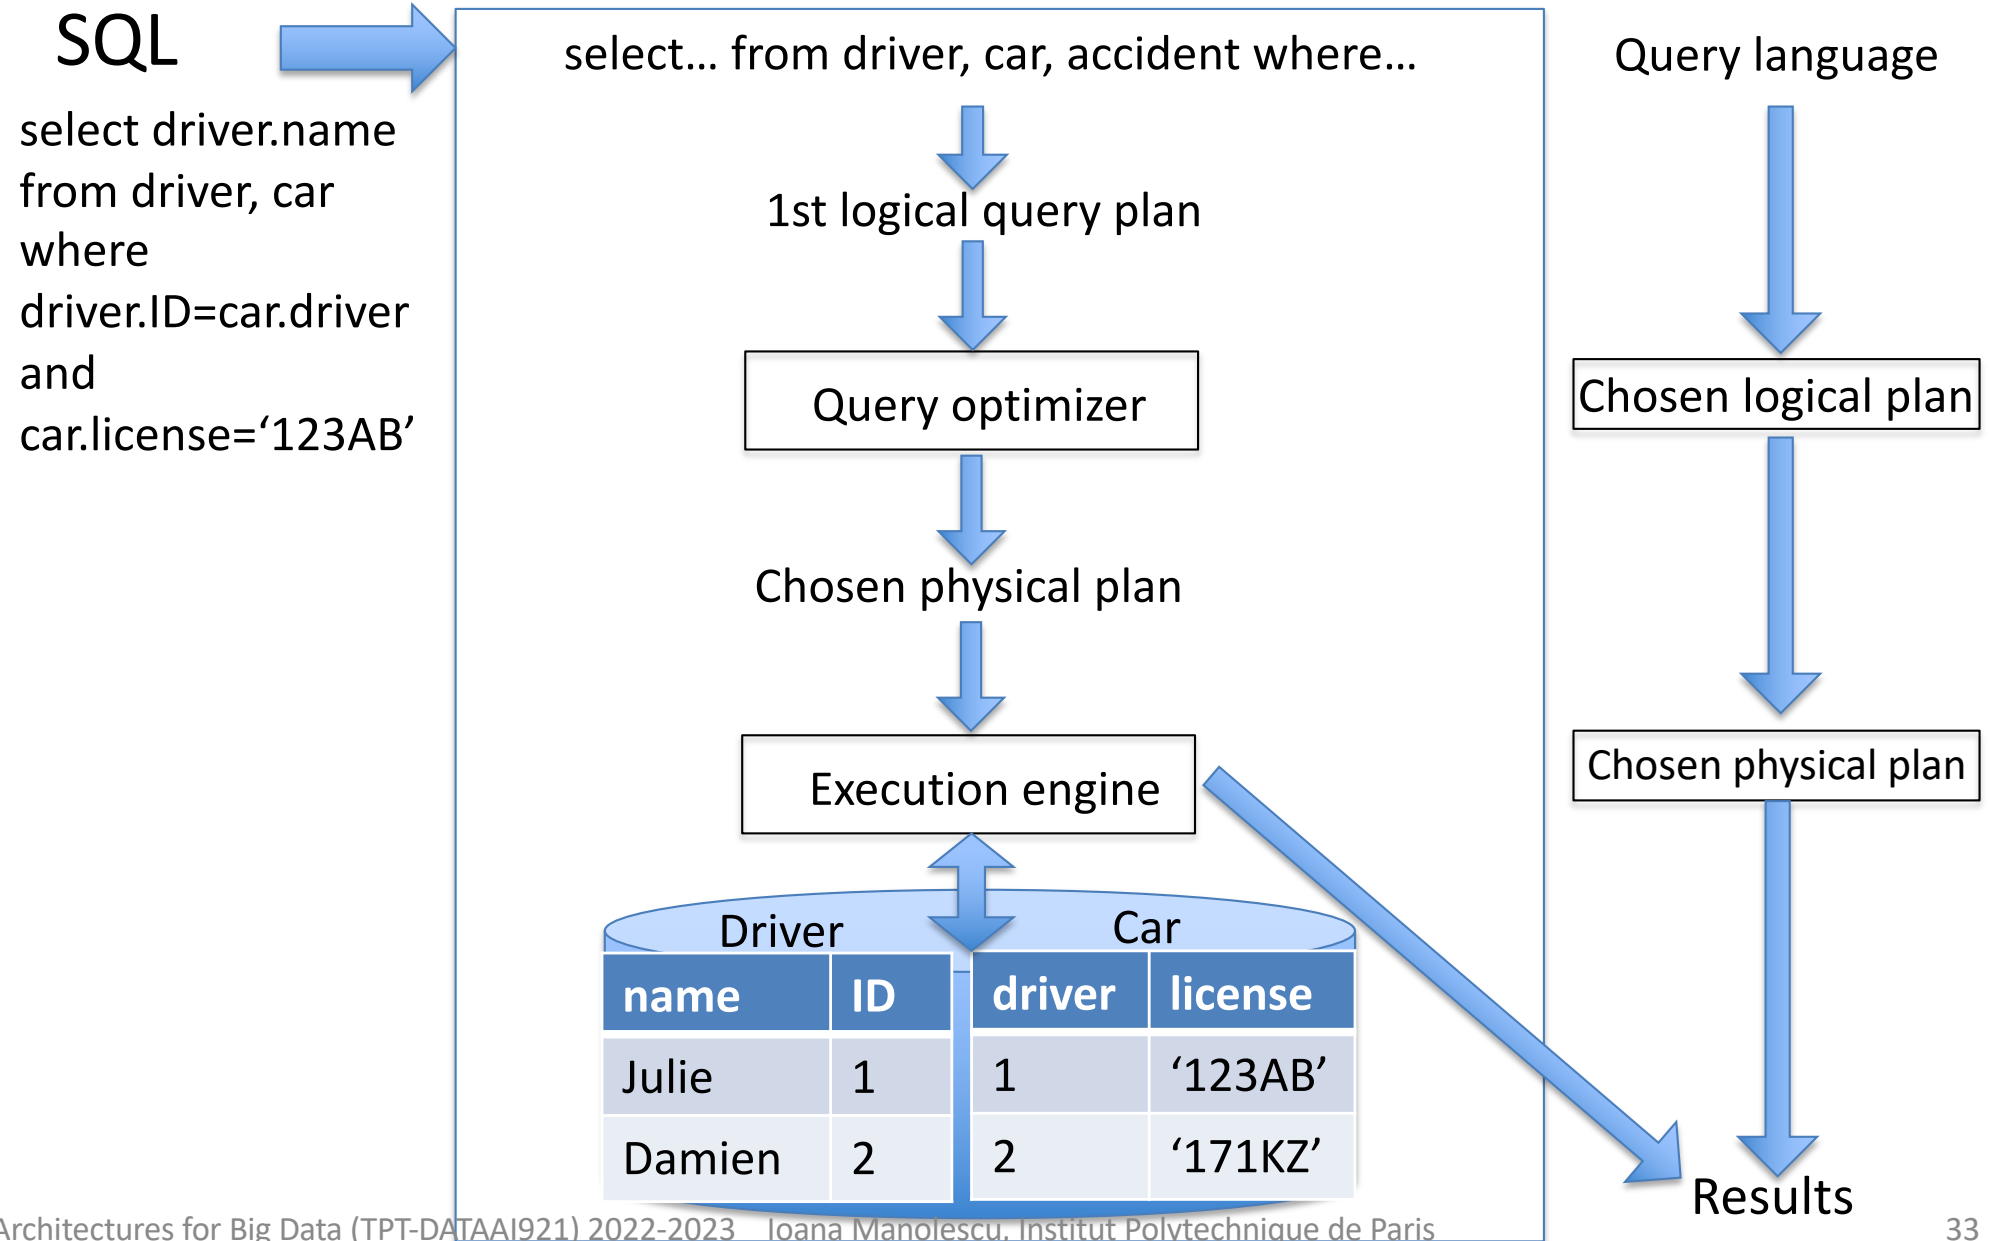 SQL
select driver.name
from driver, car
where
driver.ID=car.driver
and
car.license=‘123AB’
select… from driver, car, accident where…
1st logical query plan
Query optimizer
Chosen physical plan
Execution engine
Driver
name ID
Julie 1
Damien 2
Car
driver license
1 ‘123AB’
2 ‘171KZ’
Query language
Chosen logical plan
Chosen physical plan
Results
Architectures for Big Data (TPT-DATAAI921) 2022-2023 Ioana Manolescu, Institut Polytechnique de Paris
33